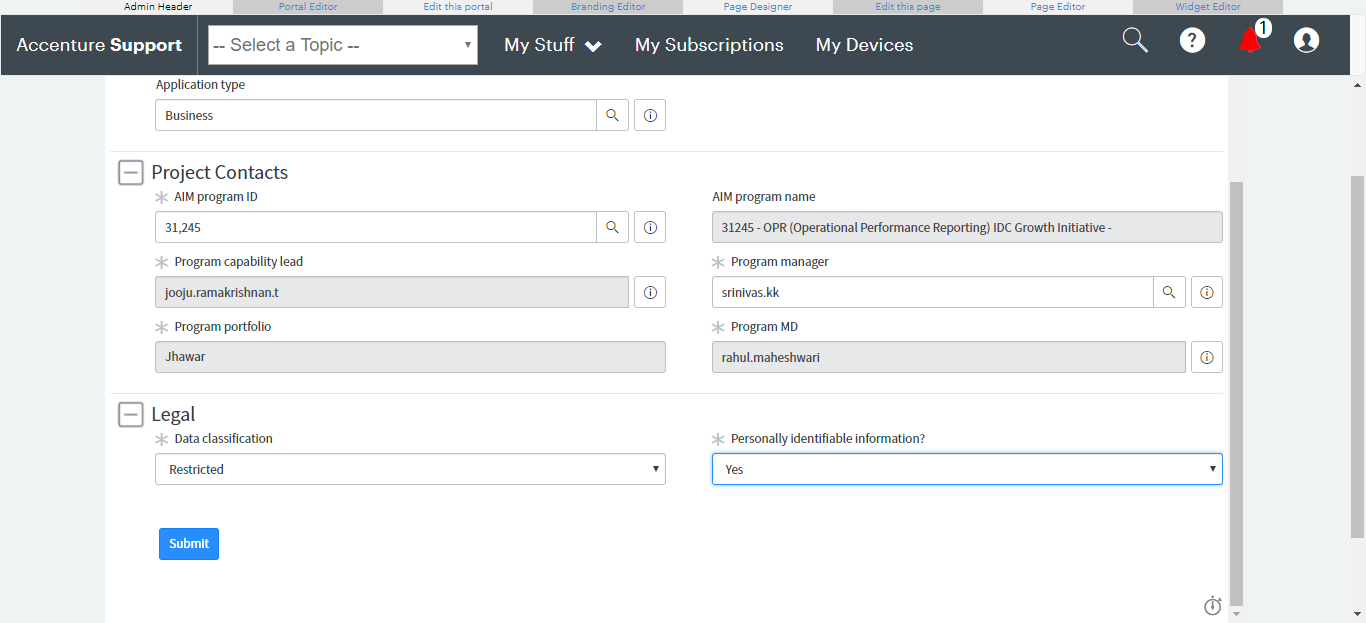 Admin Header Portal Editor Edit this portal Branding Editor Page Designer Edit this page Page Editor Widget Editor
Accenture Support -- Select a Topic -- My Stuff My Subscriptions My Devices ? 1
Application type
Business
Project Contacts
AIM program ID AIM program name
31,245 31245 - OPR (Operational Performance Reporting) IDC Growth Initiative -
Program capability lead Program manager
jooju.ramakrishnan.t srinivas.kk
Program portfolio Program MD
Jhawar rahul.maheshwari
Legal
Data classification Personally identifiable information?
Restricted Yes
Submit